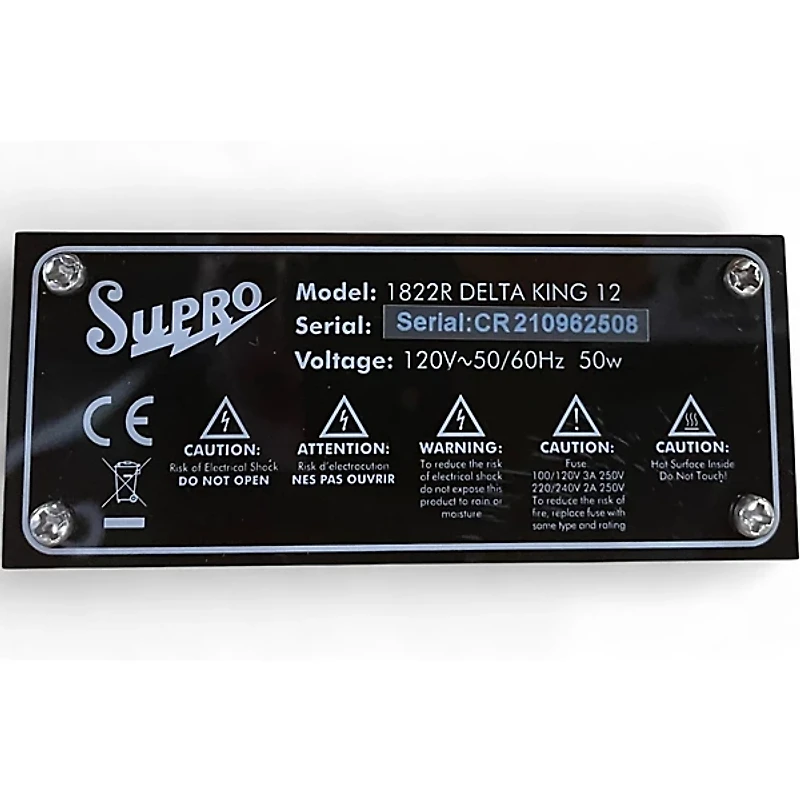 SUPRO
Model: 1822R DELTA KING 12
Serial: Serial:CR210962508
Voltage: 120V~50/60Hz 50w
CE
CAUTION:
Risk of Electrical Shock
DO NOT OPEN
ATTENTION:
Risk d'electrocution
NES PAS OUVRIR
WARNING:
To reduce the risk
of electrical shock
do not expose this
product to rain or
moisture
CAUTION:
Fuse
100/120V 3A 250V
220/240V 2A 250V
To reduce the risk of
fire, replace fuse with
same type and rating
CAUTION:
Hot Surface Inside
Do Not Touch!